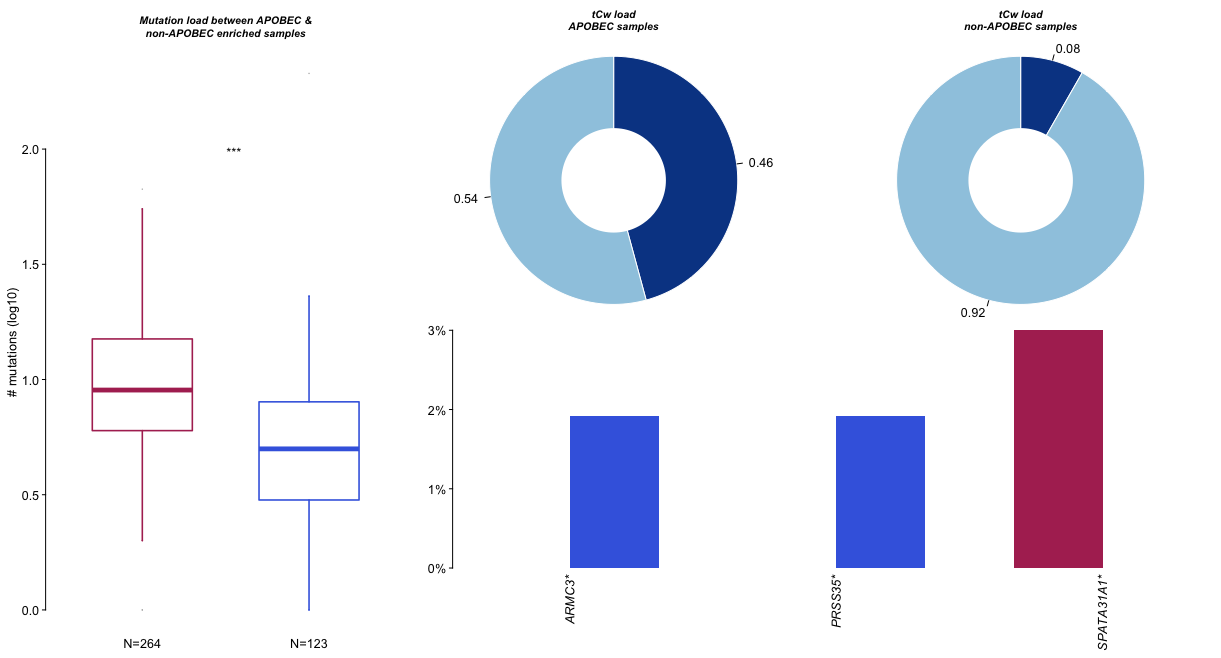 Mutation load between APOBEC &
non-APOBEC enriched samples
2.0
1.5
1.0
0.5
0.0
# mutations (log10)
***
N=264
N=123
tCw load
APOBEC samples
0.46
0.54
tCw load
non-APOBEC samples
0.08
0.92
3%
2%
1%
0%
ARMC3*
PRSS35*
SPATA31A1*